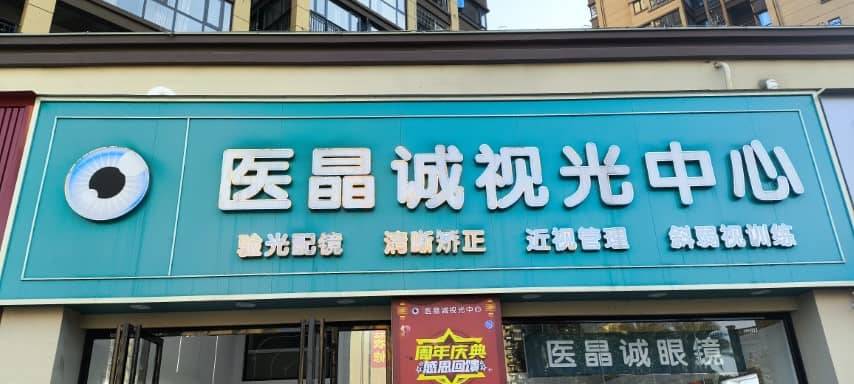 医晶诚视光中心
验光配镜 清晰矫正 近视管理 斜弱视训练
医晶诚视光中心
周年庆典
感恩回馈
医晶诚眼镜